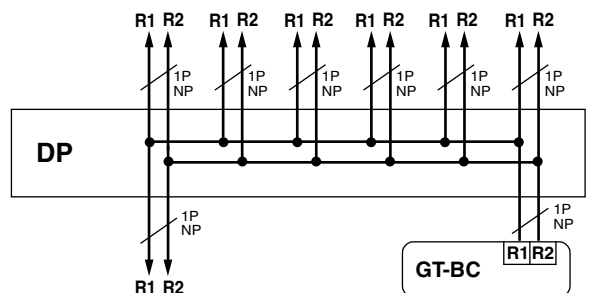 R1 R2 R1 R2 R1 R2 R1 R2 R1 R2 R1 R2
1P 1P 1P 1P 1P 1P
NP NP NP NP NP NP
DP
1P 1P
NP NP
R1 R2
GT-BC
R1 R2